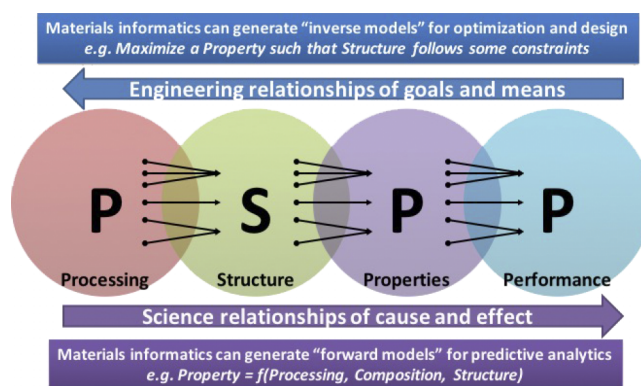 Materials informatics can generate “inverse models” for optimization and design
e.g. Maximize a Property such that Structure follows some constraints
Engineering relationships of goals and means
P S P P
Processing Structure Properties Performance
Science relationships of cause and effect
Materials informatics can generate “forward models” for predictive analytics
e.g. Property = f(Processing, Composition, Structure)